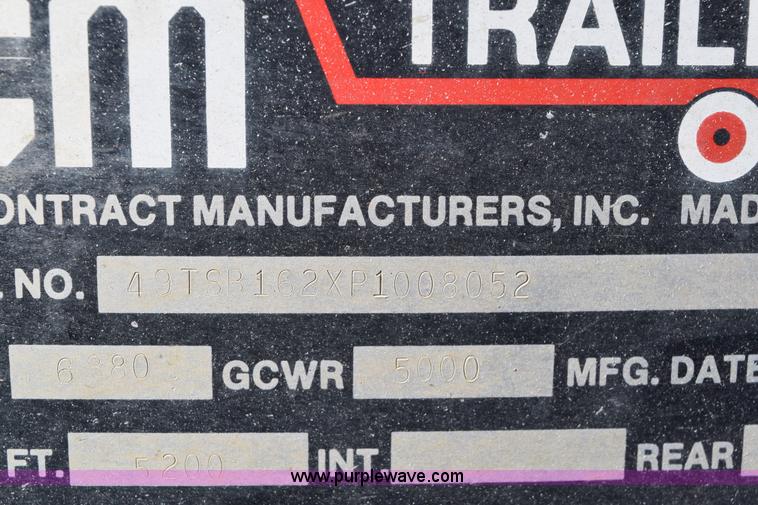 cm TRAIL
ONTRACT MANUFACTURERS, INC. MAD
. NO. 49TSB162XP1008052
6380 GCWR 5000 MFG. DATE
FT. 5200 INT. REAR
www.purplewave.com